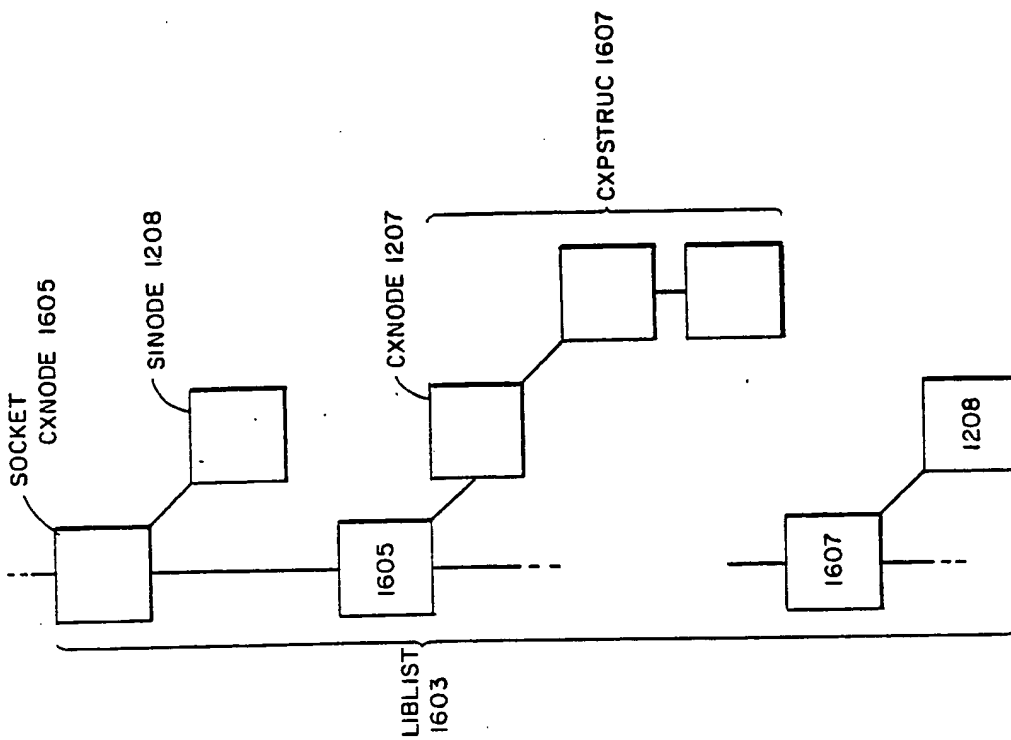 SOCKET
CXNODE 1605
SINODE 1208
CXNODE 1207
CXPSTRUC 1607
1605
1607
1208
LIBLIST
1603